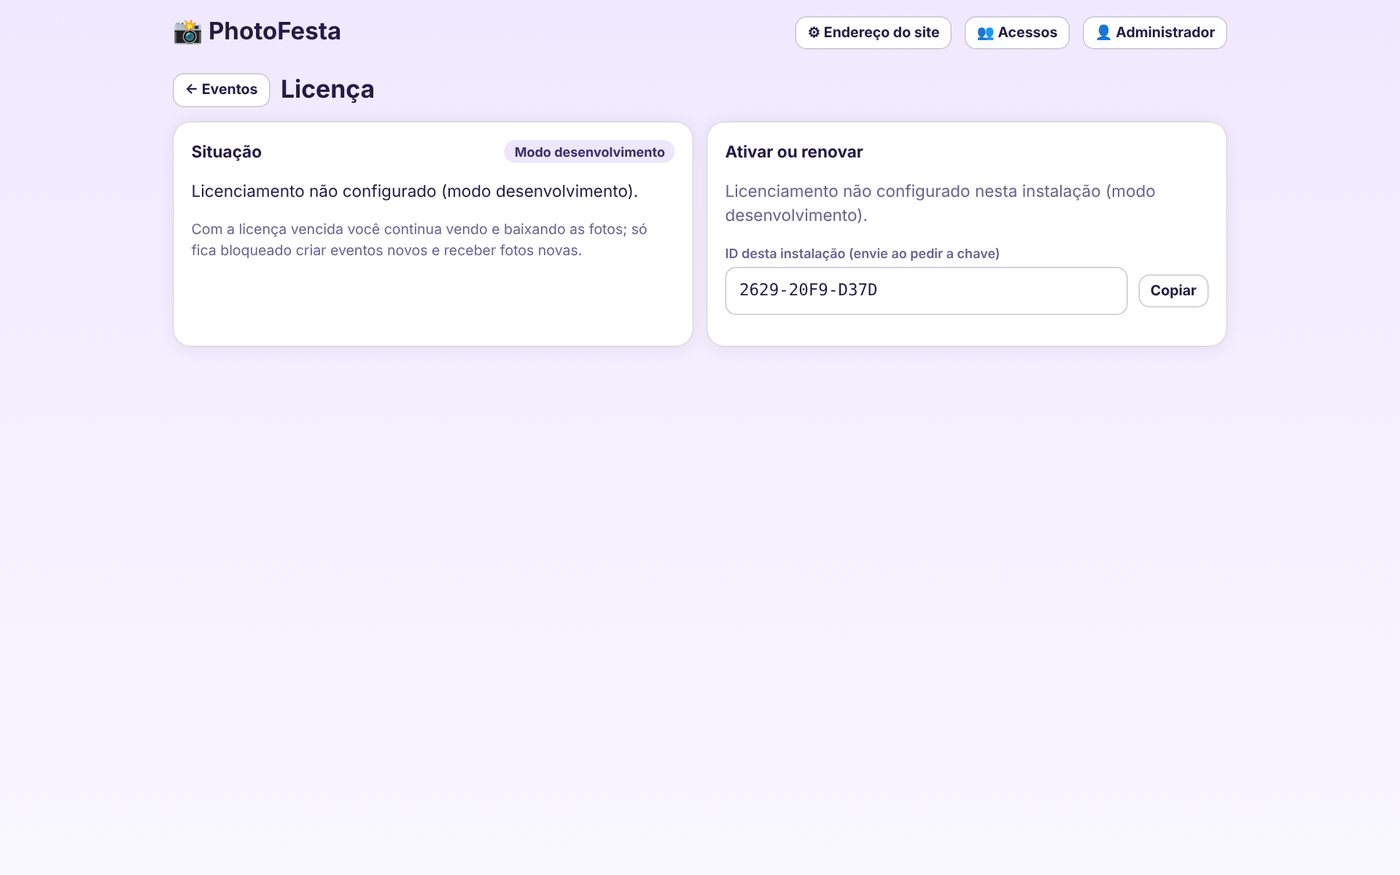 📸 PhotoFesta
⚙ Endereço do site
👥 Acessos
👤 Administrador
← Eventos
Licença
Situação
Modo desenvolvimento
Licenciamento não configurado (modo desenvolvimento).
Com a licença vencida você continua vendo e baixando as fotos; só
fica bloqueado criar eventos novos e receber fotos novas.
Ativar ou renovar
Licenciamento não configurado nesta instalação (modo
desenvolvimento).
ID desta instalação (envie ao pedir a chave)
2629-20F9-D37D
Copiar